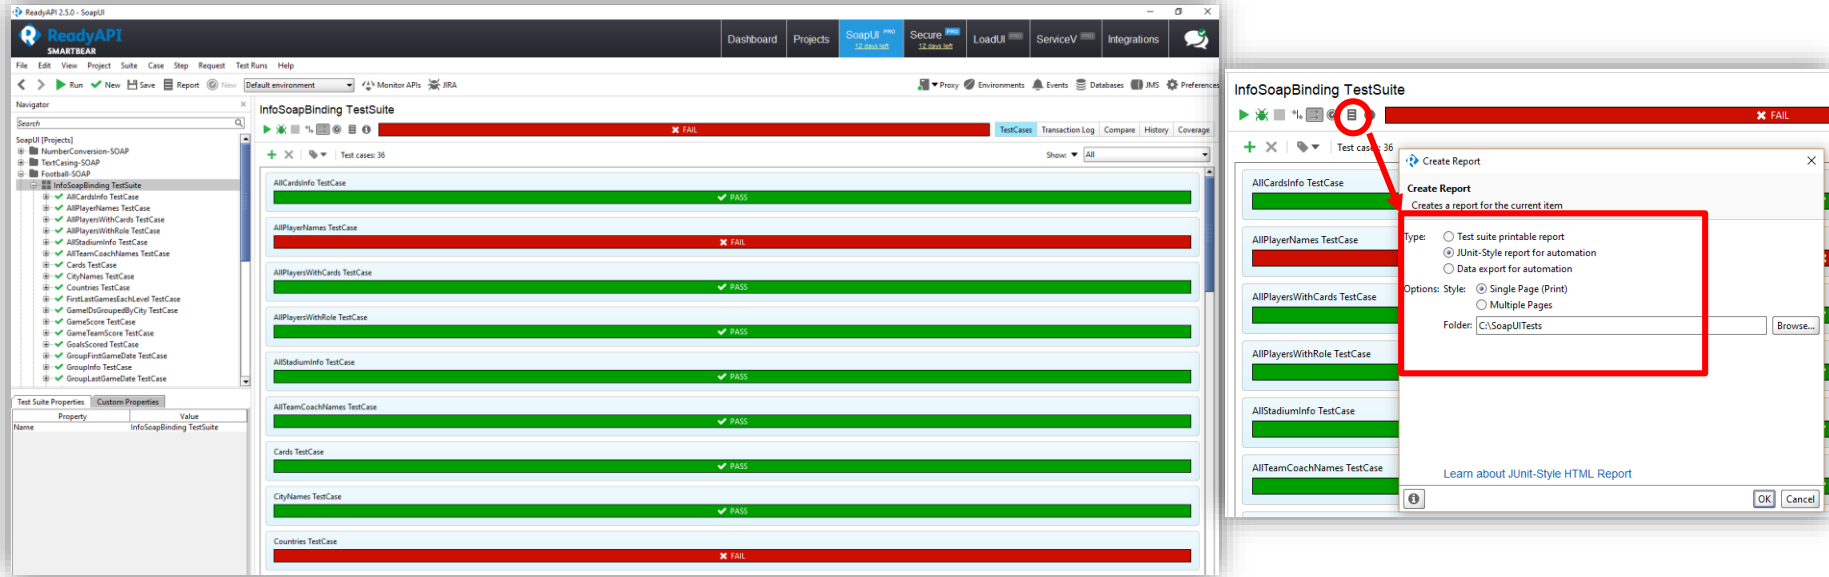 ReadyAPI 2.5.0 - SoapUI
ReadyAPI
SMARTBEAR
Dashboard
Projects
SoapUI PRO
12 days left
Secure PRO
12 days left
LoadUI PRO
ServiceV PRO
Integrations
File Edit View Project Suite Case Step Request Test Runs Help
Run New Save Report New Default environment Monitor APIs JIRA
Proxy Environments Events Databases JMS Preferences
Navigator
Search
SoapUI [Projects]
NumberConversion-SOAP
TextCasing-SOAP
Football-SOAP
InfoSoapBinding TestSuite
AllCardsInfo TestCase
AllPlayerNames TestCase
AllPlayersWithCards TestCase
AllPlayersWithRole TestCase
AllStadiumInfo TestCase
AllTeamCoachNames TestCase
Cards TestCase
CityNames TestCase
Countries TestCase
FirstLastGamesEachLevel TestCase
GameIDsGroupedByCity TestCase
GameScore TestCase
GameTeamScore TestCase
GoalsScored TestCase
GroupFirstGameDate TestCase
GroupInfo TestCase
GroupLastGameDate TestCase
Test Suite Properties Custom Properties
Property Value
Name InfoSoapBinding TestSuite
InfoSoapBinding TestSuite
FAIL
TestCases Transaction Log Compare History Coverage
Test cases: 36
Show: All
AllCardsInfo TestCase
PASS
AllPlayerNames TestCase
FAIL
AllPlayersWithCards TestCase
PASS
AllPlayersWithRole TestCase
PASS
AllStadiumInfo TestCase
PASS
AllTeamCoachNames TestCase
PASS
Cards TestCase
PASS
CityNames TestCase
PASS
Countries TestCase
FAIL
InfoSoapBinding TestSuite
FAIL
Test cases: 36
AllCardsInfo TestCase
AllPlayerNames TestCase
AllPlayersWithCards TestCase
AllPlayersWithRole TestCase
AllStadiumInfo TestCase
AllTeamCoachNames TestCase
Create Report
Create Report
Creates a report for the current item
Type: Test suite printable report
JUnit-Style report for automation
Data export for automation
Options: Style: Single Page (Print)
Multiple Pages
Folder: C:\SoapUITests Browse...
Learn about JUnit-Style HTML Report
OK Cancel